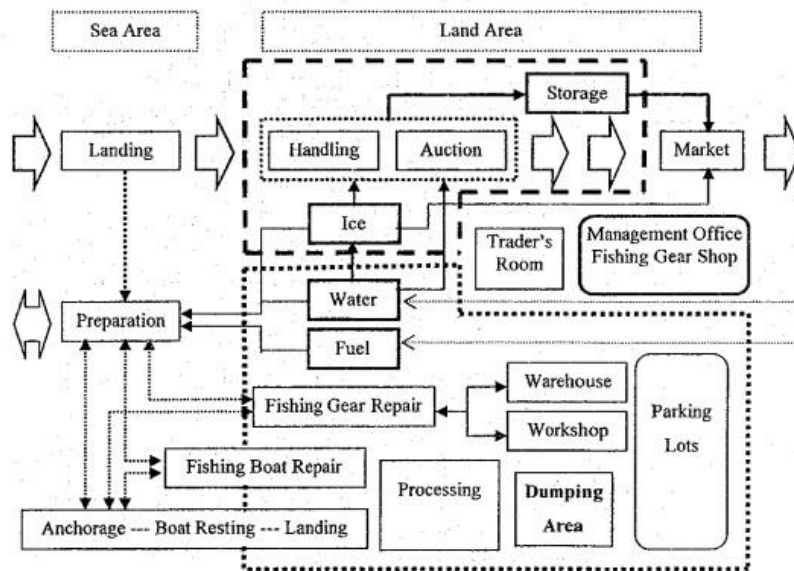 Sea Area
Land Area
Storage
Landing
Handling
Auction
Market
Ice
Trader's
Room
Management Office
Fishing Gear Shop
Water
Preparation
Fuel
Warehouse
Fishing Gear Repair
Workshop
Parking
Lots
Fishing Boat Repair
Processing
Dumping
Area
Anchorage --- Boat Resting --- Landing